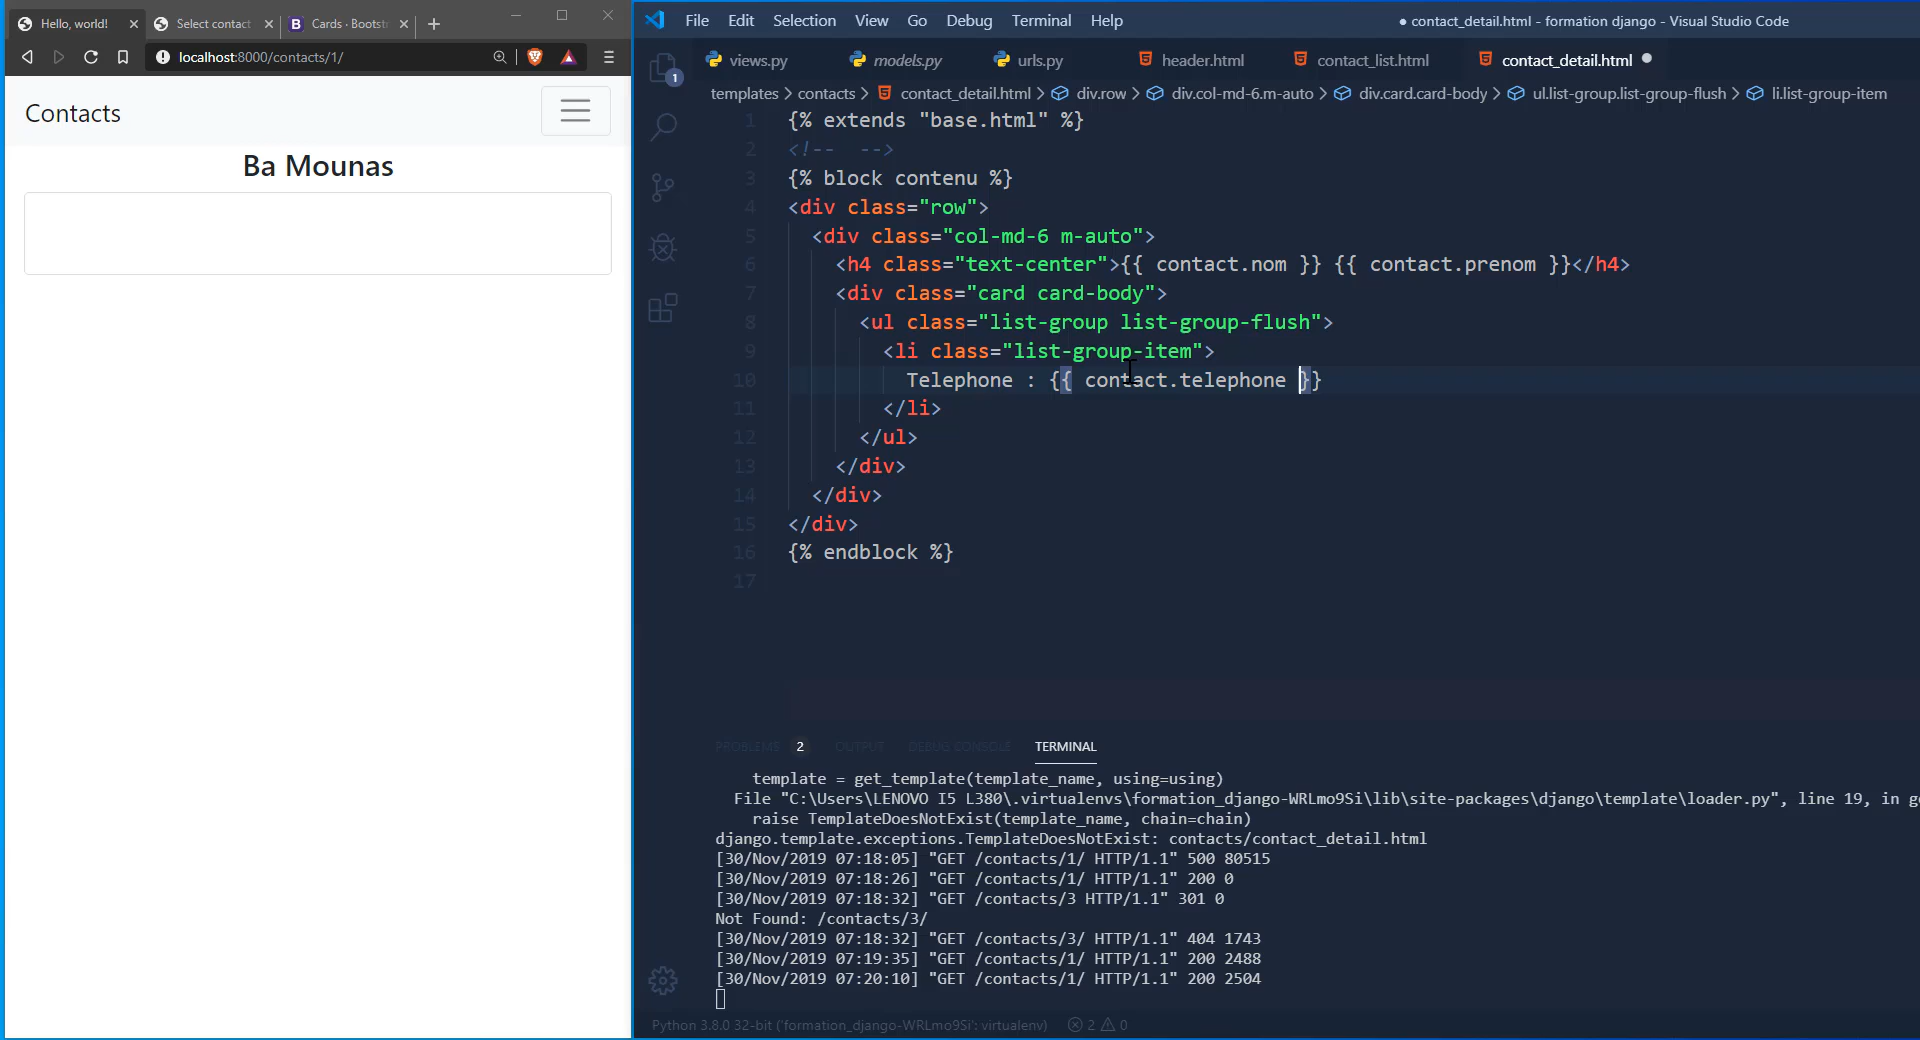 Hello, world!
Select contact
Cards · Bootst
localhost:8000/contacts/1/
Contacts
Ba Mounas
File Edit Selection View Go Debug Terminal Help
● contact_detail.html - formation django - Visual Studio Code
1
views.py
models.py
urls.py
header.html
contact_list.html
contact_detail.html
templates > contacts > contact_detail.html > div.row > div.col-md-6.m-auto > div.card.card-body > ul.list-group.list-group-flush > li.list-group-item
1 {% extends "base.html" %}
2 <!--  -->
3 {% block contenu %}
4 <div class="row">
5 <div class="col-md-6 m-auto">
6 <h4 class="text-center">{{ contact.nom }} {{ contact.prenom }}</h4>
7 <div class="card card-body">
8 <ul class="list-group list-group-flush">
9 <li class="list-group-item">
10 Telephone : {{ contact.telephone }}
11 </li>
12 </ul>
13 </div>
14 </div>
15 </div>
16 {% endblock %}
17
PROBLEMS 2 OUTPUT DEBUG CONSOLE TERMINAL
template = get_template(template_name, using=using)
File "C:\Users\LENOVO I5 L380\.virtualenvs\formation_django-WRLmo9Si\lib\site-packages\django\template\loader.py", line 19, in g
raise TemplateDoesNotExist(template_name, chain=chain)
django.template.exceptions.TemplateDoesNotExist: contacts/contact_detail.html
[30/Nov/2019 07:18:05] "GET /contacts/1/ HTTP/1.1" 500 80515
[30/Nov/2019 07:18:26] "GET /contacts/1/ HTTP/1.1" 200 0
[30/Nov/2019 07:18:32] "GET /contacts/3 HTTP/1.1" 301 0
Not Found: /contacts/3/
[30/Nov/2019 07:18:32] "GET /contacts/3/ HTTP/1.1" 404 1743
[30/Nov/2019 07:19:35] "GET /contacts/1/ HTTP/1.1" 200 2488
[30/Nov/2019 07:20:10] "GET /contacts/1/ HTTP/1.1" 200 2504
Python 3.8.0 32-bit ('formation_django-WRLmo9Si': virtualenv) 2 0